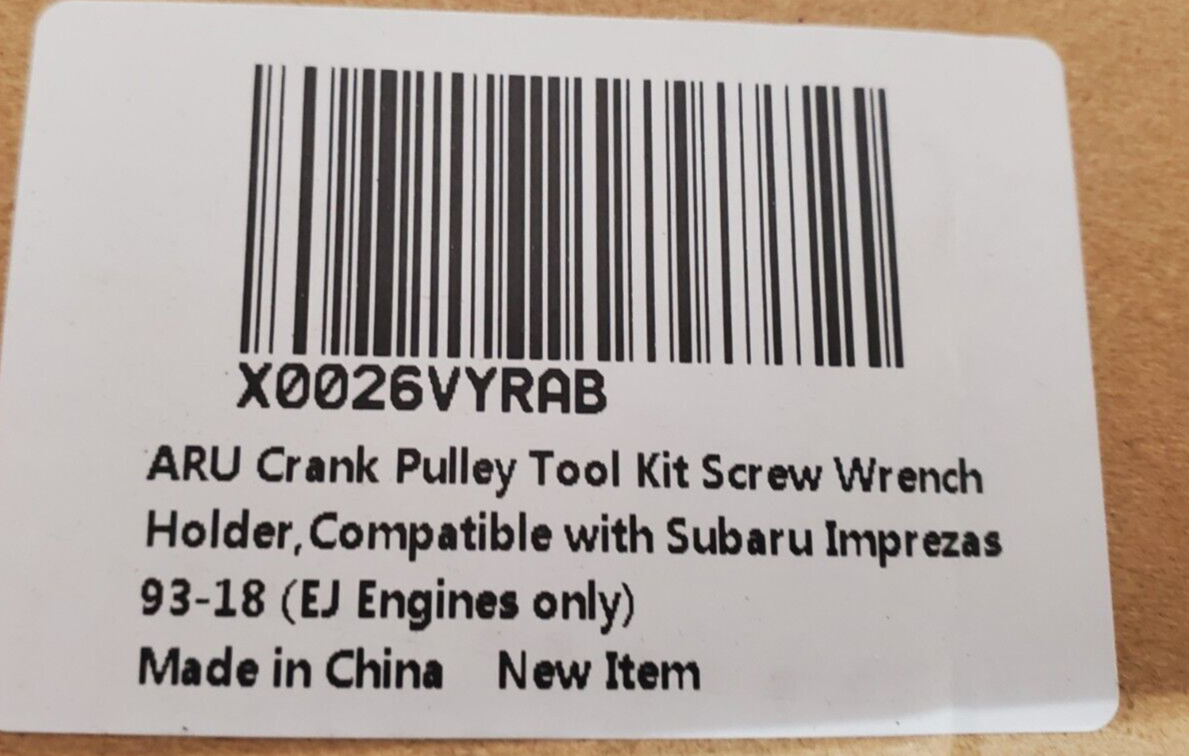 X0026VYRAB
ARU Crank Pulley Tool Kit Screw Wrench
Holder,Compatible with Subaru Imprezas
93-18 (EJ Engines only)
Made in China New Item